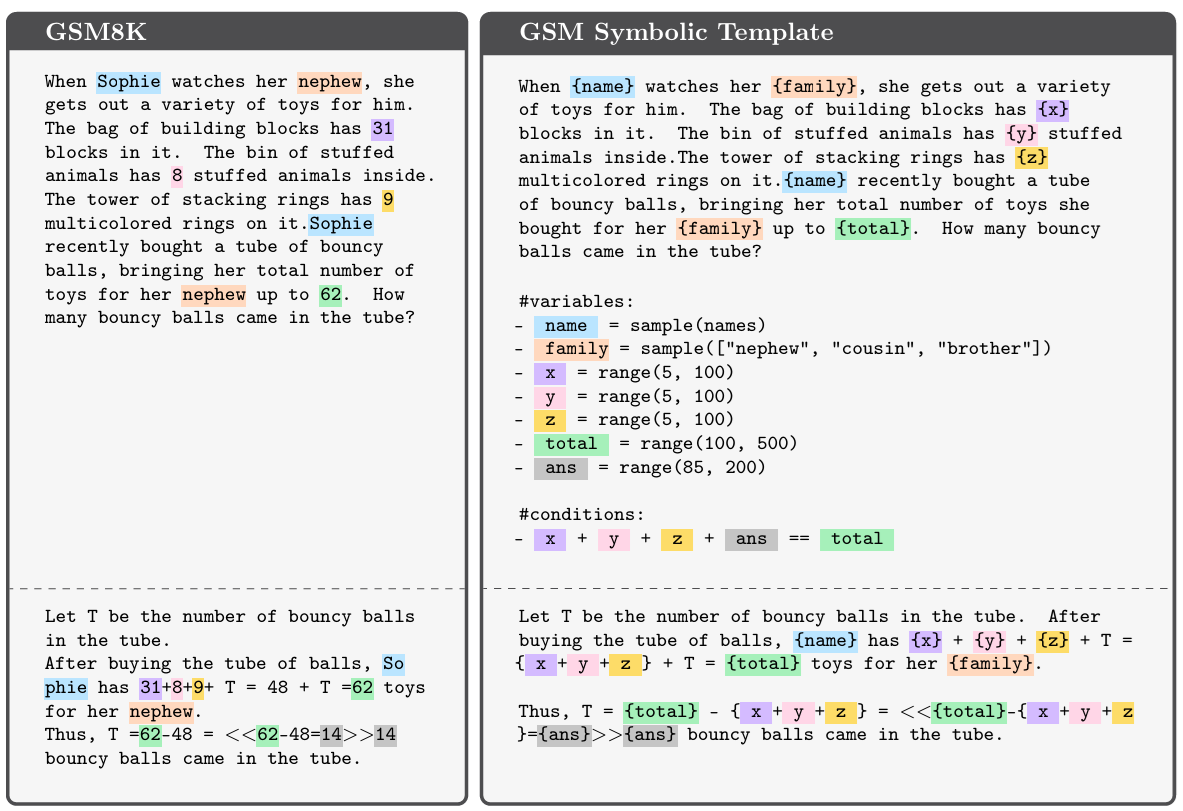 GSM8K
When Sophie watches her nephew, she
gets out a variety of toys for him.
The bag of building blocks has 31
blocks in it.  The bin of stuffed
animals has 8 stuffed animals inside.
The tower of stacking rings has 9
multicolored rings on it.Sophie
recently bought a tube of bouncy
balls, bringing her total number of
toys for her nephew up to 62.  How
many bouncy balls came in the tube?
Let T be the number of bouncy balls
in the tube.
After buying the tube of balls, So
phie has 31+8+9+ T = 48 + T =62 toys
for her nephew.
Thus, T =62-48 = <<62-48=14>>14
bouncy balls came in the tube.
GSM Symbolic Template
When {name} watches her {family}, she gets out a variety
of toys for him.  The bag of building blocks has {x}
blocks in it.  The bin of stuffed animals has {y} stuffed
animals inside.The tower of stacking rings has {z}
multicolored rings on it.{name} recently bought a tube
of bouncy balls, bringing her total number of toys she
bought for her {family} up to {total}.  How many bouncy
balls came in the tube?
#variables:
- name = sample(names)
- family = sample(["nephew", "cousin", "brother"])
- x = range(5, 100)
- y = range(5, 100)
- z = range(5, 100)
- total = range(100, 500)
- ans = range(85, 200)
#conditions:
- x + y + z + ans == total
Let T be the number of bouncy balls in the tube.  After
buying the tube of balls, {name} has {x} + {y} + {z} + T =
{ x + y + z } + T = {total} toys for her {family}.
Thus, T = {total} - { x + y + z } = <<{total}-{ x + y + z
}={ans}>>{ans} bouncy balls came in the tube.